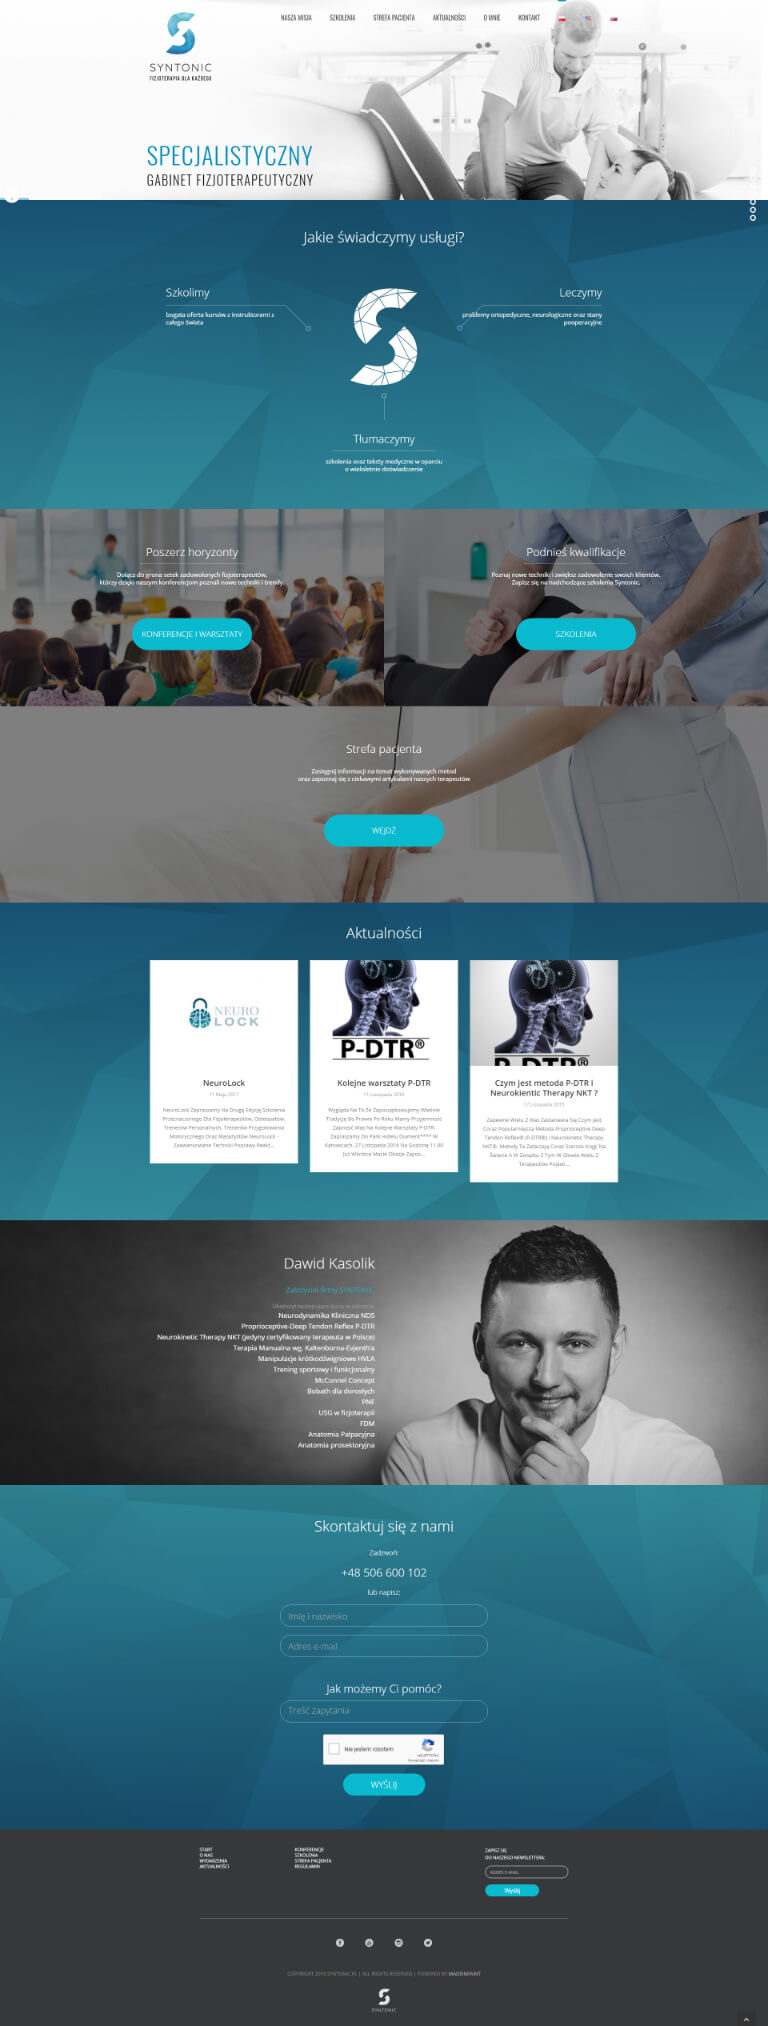 NASZA MISJA SZKOLENIA STREFA PACJENTA AKTUALNOŚCI O MNIE KONTAKT
SYNTONIC
FIZJOTERAPIA DLA KAŻDEGO
SPECJALISTYCZNY
GABINET FIZJOTERAPEUTYCZNY
Jakie świadczymy usługi?
Szkolimy
bogata oferta kursów z instruktorami z
całego świata
Leczymy
problemy ortopedyczne, neurologiczne oraz stany
pooperacyjne
Tłumaczymy
szkolenia oraz teksty medyczne w oparciu
o wieloletnie doświadczenie
Poszerz horyzonty
Dołącz do grona setek zadowolonych fizjoterapeutów,
którzy dzięki naszym konferencjom poznali nowe techniki i trendy.
KONFERENCJE I WARSZTATY
Podnieś kwalifikacje
Poznaj nowe techniki i zwiększ zadowolenie swoich klientów.
Zapisz się na nadchodzące szkolenia Syntonic.
SZKOLENIA
Strefa pacjenta
Zasięgnij informacji na temat wykonywanych metod
oraz zapoznaj się z ciekawymi artykułami naszych terapeutów
WEJDŹ
Aktualności
NEURO
LOCK
NeuroLock
11 Maja 2017
NeuroLock Zapraszamy Na Drugą Edycję Szkolenia
Przeznaczonego Dla Fizjoterapeutów, Osteopatów,
Trenerów Personalnych, Trenerów Przygotowania
Motorycznego Oraz Masażystów NeuroLock -
Zaawansowane Techniki Poprawy Reakt...
P-DTR®
Kolejne warsztaty P-DTR
11 Listopada 2016
Wygląda Na To Że Zapoczątkowujemy Właśnie
Tradycję Bo Prawie Po Roku Mamy Przyjemność
Zaprosić Was Na Kolejne Warsztaty P-DTR.
Zapraszamy Do Park Hotelu Diament**** W
Katowicach, 27 Listopada 2016 Na Godzinę 11.00
Już Wkrótce Macie Okazję Zapoz...
P-DTR®
Czym jest metoda P-DTR i
Neurokientic Therapy NKT ?
17 Listopada 2015
Zapewne Wielu Z Was Zastanawia Się Czym Jest
Coraz Popularniejsza Metoda Proprioceptive Deep
Tendon Reflex® (P-DTR®) I Neurokinetic Therapy
NKT®. Metody Te Zataczają Coraz Szersze Kręgi Na
Świecie A W Związku Z Tym W Głowie Wielu Z
Terapeutów Pojawi...
Dawid Kasolik
Założyciel firmy SYNTONIC
Neurodynamika Kliniczna NDS
Proprioceptive-Deep Tendon Reflex P-DTR
Neurokinetic Therapy NKT (jedyny certyfikowany terapeuta w Polsce)
Terapia Manualna wg. Kaltenborna-Evjenth'a
Manipulacje krótkodźwigniowe HVLA
Trening sportowy i funkcjonalny
McConnel Concept
Bobath dla dorosłych
PNF
USG w fizjoterapii
FDM
Anatomia Palpacyjna
Anatomia prosektoryjna
Skontaktuj się z nami
Zadzwoń:
+48 506 600 102
lub napisz:
Imię i nazwisko
Adres e-mail
Jak możemy Ci pomóc?
Treść zapytania
Nie jestem robotem
reCAPTCHA
WYŚLIJ
START
O NAS
WYDARZENIA
AKTUALNOŚCI
KONFERENCJE
SZKOLENIA
STREFA PACJENTA
REGULAMIN
ZAPISZ SIĘ
DO NASZEGO NEWSLETTERA:
ADRES E-MAIL
Wyślij
COPYRIGHT 2015 SYNTONIC.PL | ALL RIGHTS RESERVED | POWERED BY MADEINPAINT
SYNTONIC